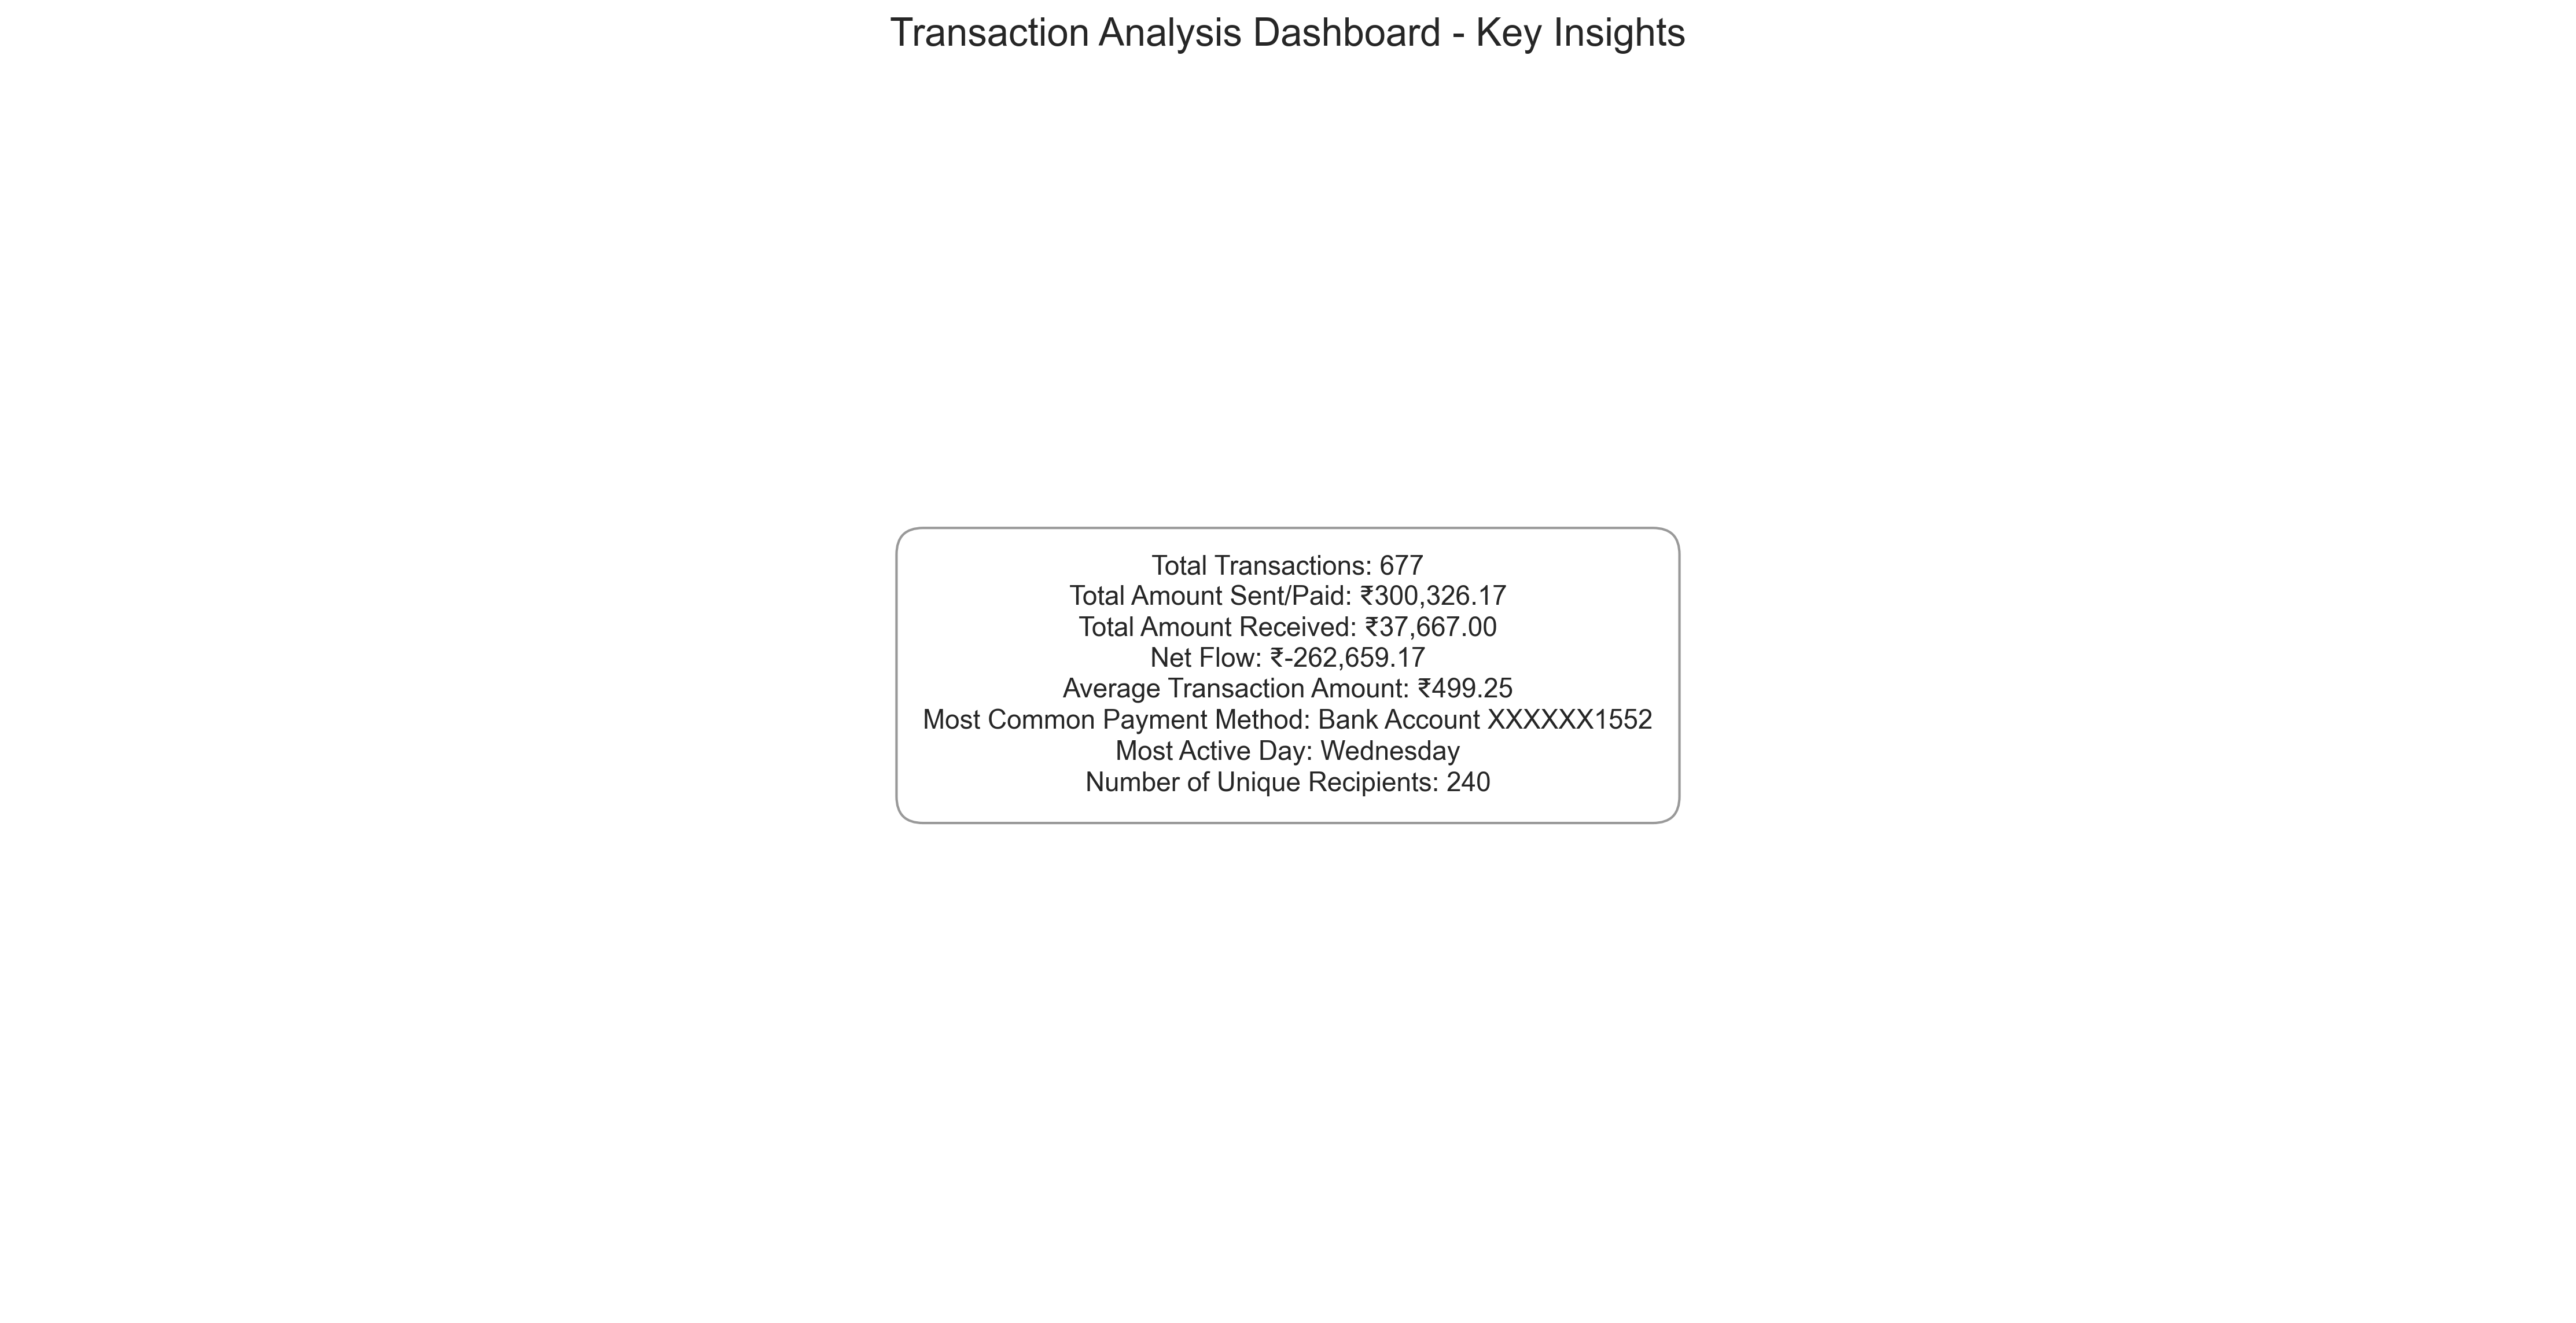 Transaction Analysis Dashboard - Key Insights
Total Transactions: 677
Total Amount Sent/Paid: ₹300,326.17
Total Amount Received: ₹37,667.00
Net Flow: ₹-262,659.17
Average Transaction Amount: ₹499.25
Most Common Payment Method: Bank Account XXXXXX1552
Most Active Day: Wednesday
Number of Unique Recipients: 240